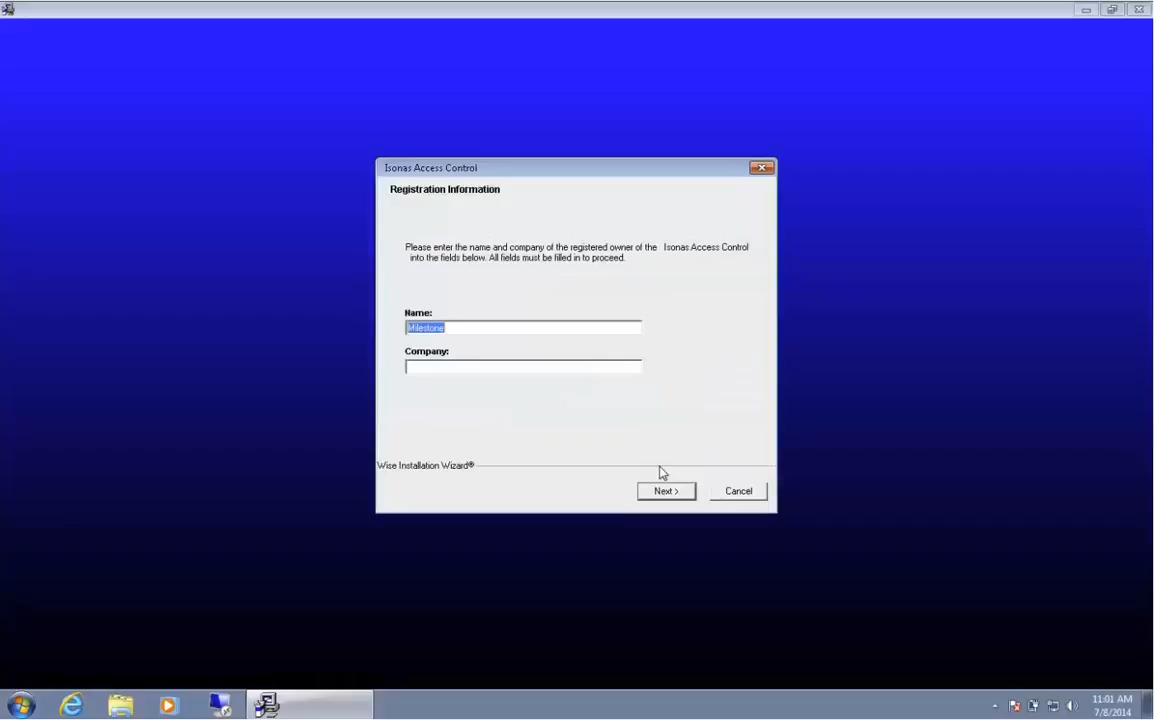 Isonas Access Control
Registration Information
Please enter the name and company of the registered owner of the Isonas Access Control
into the fields below. All fields must be filled in to proceed.
Name:
Milestone
Company:
Wise Installation Wizard®
Next >
Cancel
11:01 AM
7/8/2014